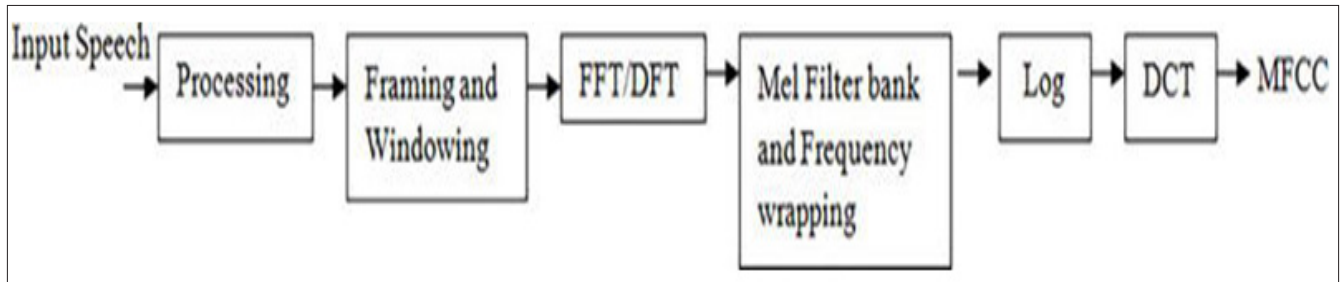 Input Speech
Processing
Framing and
Windowing
FFT/DFT
Mel Filter bank
and Frequency
wrapping
Log
DCT
MFCC